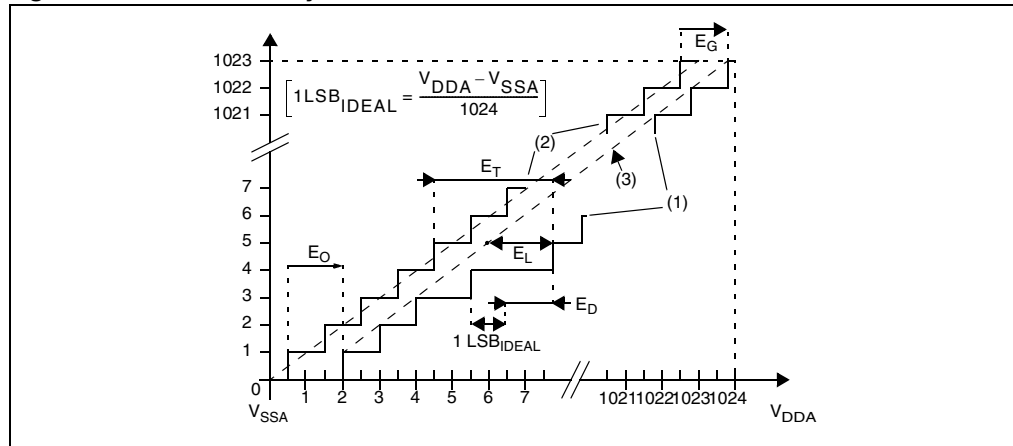 E_G
1023
1022
1021
[1LSB_IDEAL = (V_DDA – V_SSA) / 1024]
(2)
(3)
(1)
E_T
7
6
5
4
3
2
1
0
E_O
E_L
E_D
1 LSB_IDEAL
1 2 3 4 5 6 7 1021 1022 1023 1024
V_SSA
V_DDA